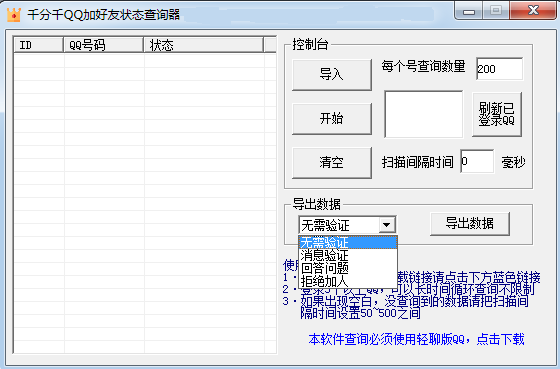 千分千QQ加好友状态查询器
ID QQ号码 状态
控制台
导入
每个号查询数量 200
开始
刷新已
登录QQ
清空
扫描间隔时间 0 毫秒
导出数据
无需验证
导出数据
无需验证
消息验证
回答问题
拒绝加人
使
1. 载链接请点击下方蓝色链接
2. 登录5个以上QQ,可以长时间循环查询不限制
3.如果出现空白,没查询到的数据请把扫描间
隔时间设置50~500之间
本软件查询必须使用轻聊版QQ,点击下载